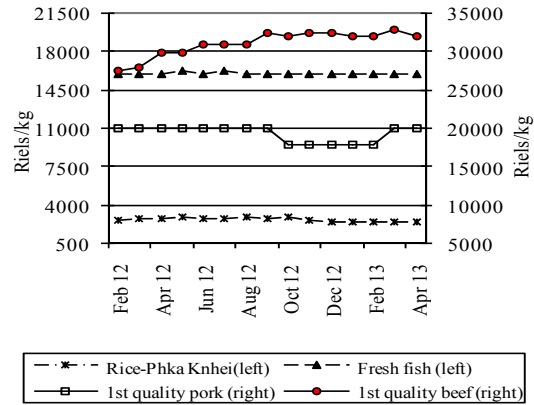 21500
18000
14500
11000
7500
4000
500
Riels/kg
35000
30000
25000
20000
15000
10000
5000
Riels/kg
Feb 12
Apr 12
Jun 12
Aug 12
Oct 12
Dec 12
Feb 13
Apr 13
Rice-Phka Knhei(left) Fresh fish (left)
1st quality pork (right) 1st quality beef(right)